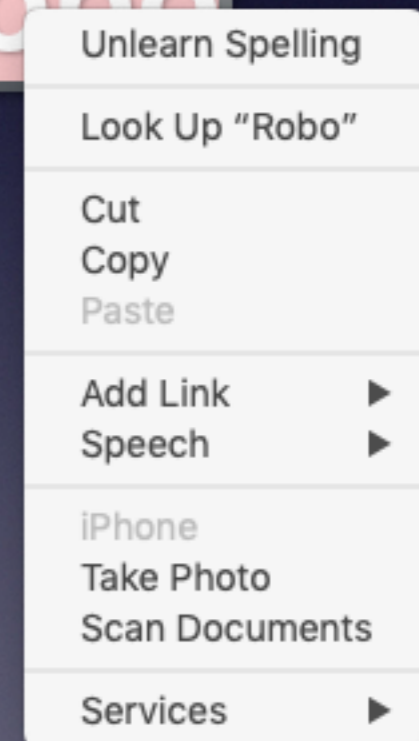 Unlearn Spelling
Look Up “Robo”
Cut
Copy
Paste
Add Link
Speech
iPhone
Take Photo
Scan Documents
Services